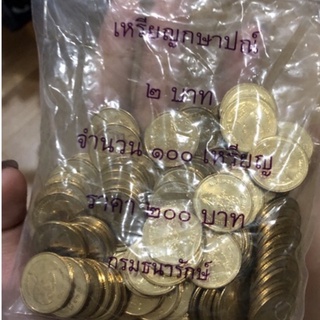 เหรียญกษาปณ์
๒ บาท
จำนวน ๑๐๐ เหรียญ
ราคา ๒๐๐ บาท
กรมธนารักษ์